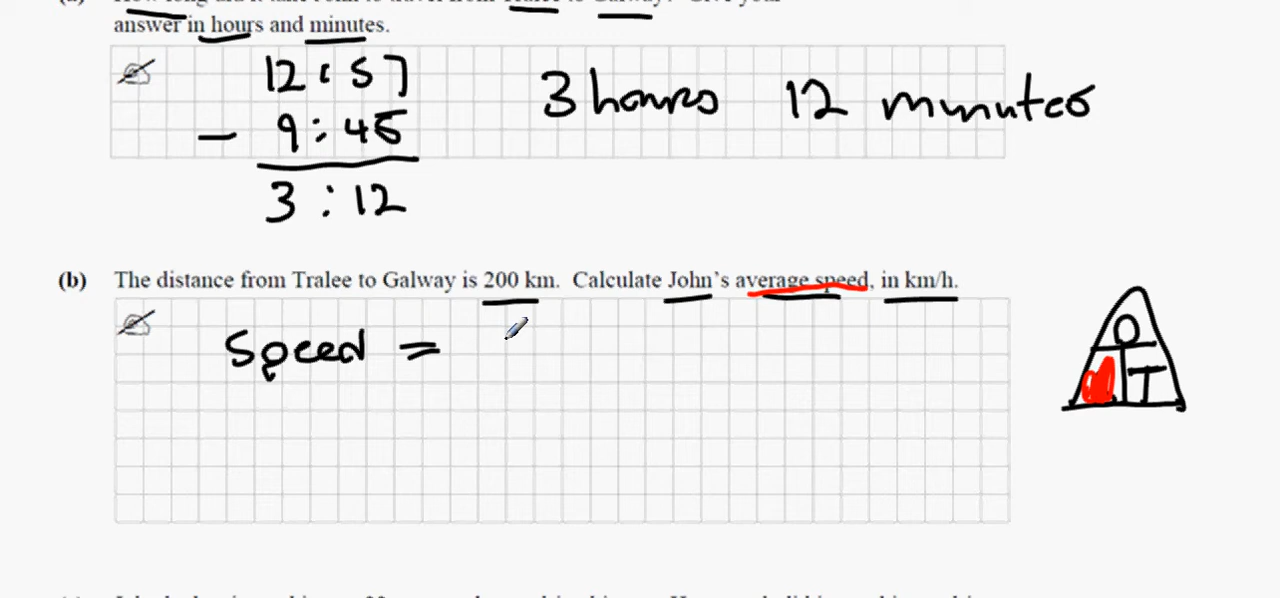 answer in hours and minutes.
12:57
3 hours 12 minutes
- 9:45
3:12
(b) The distance from Tralee to Galway is 200 km. Calculate John's average speed, in km/h.
Speed =
D
T